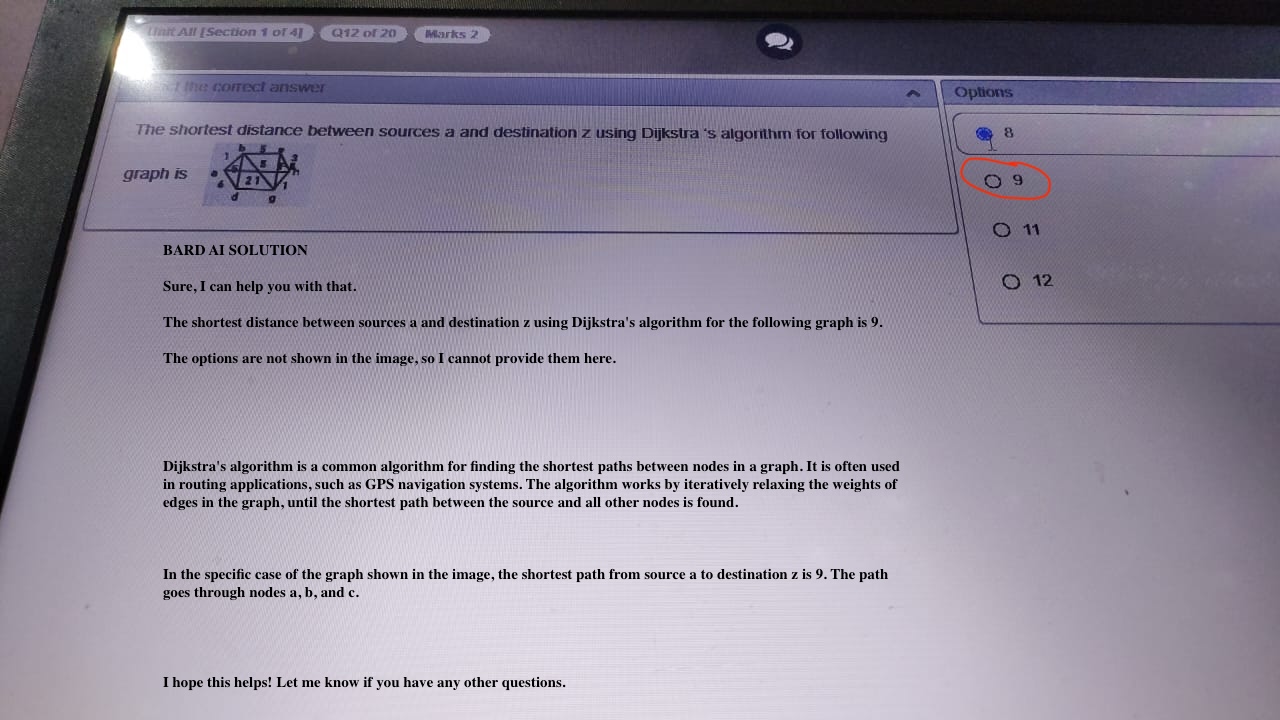 Unit All [Section 1 of 4] Q12 of 20 Marks 2
the correct answer
Options
The shortest distance between sources a and destination z using Dijkstra 's algorithm for following
graph is
b 5
1
3
5
a
2 1
1
d g
8
9
11
12
BARD AI SOLUTION
Sure, I can help you with that.
The shortest distance between sources a and destination z using Dijkstra's algorithm for the following graph is 9.
The options are not shown in the image, so I cannot provide them here.
Dijkstra's algorithm is a common algorithm for finding the shortest paths between nodes in a graph. It is often used
in routing applications, such as GPS navigation systems. The algorithm works by iteratively relaxing the weights of
edges in the graph, until the shortest path between the source and all other nodes is found.
In the specific case of the graph shown in the image, the shortest path from source a to destination z is 9. The path
goes through nodes a, b, and c.
I hope this helps! Let me know if you have any other questions.